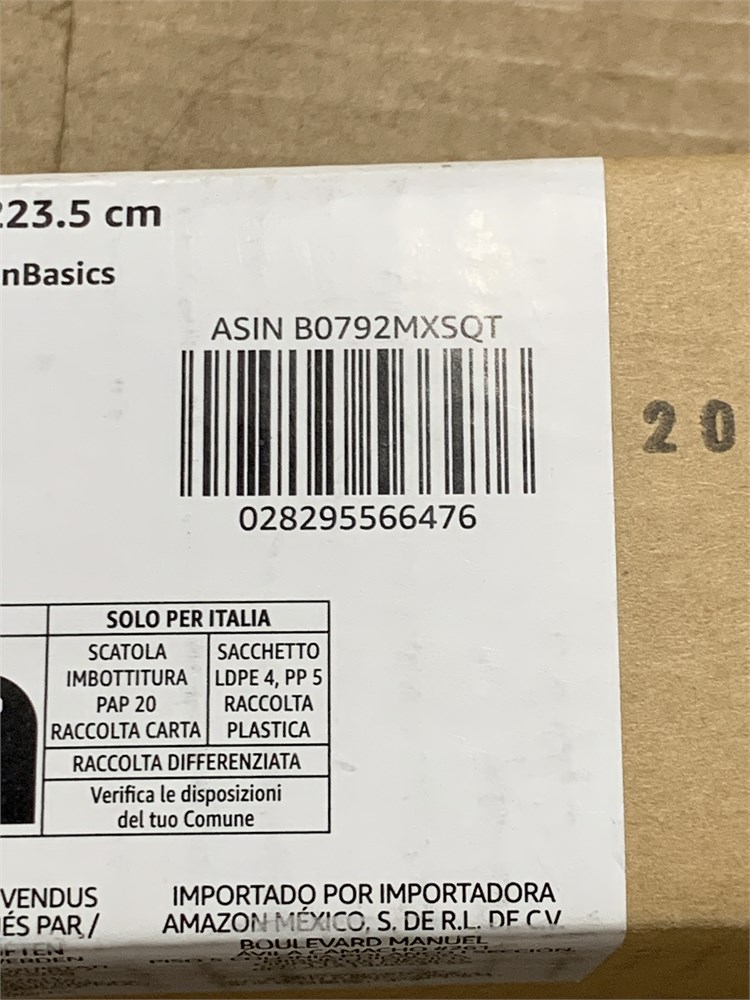 223.5 cm
nBasics
ASIN B0792MXSQT
028295566476
20
SOLO PER ITALIA
SCATOLA
IMBOTTITURA
PAP 20
RACCOLTA CARTA
SACCHETTO
LDPE 4, PP 5
RACCOLTA
PLASTICA
RACCOLTA DIFFERENZIATA
Verifica le disposizioni
del tuo Comune
VENDUS
ÉS PAR /
IMPORTADO POR IMPORTADORA
AMAZON MÉXICO, S. DE R.L. DE C.V.
BOULEVARD MANUEL